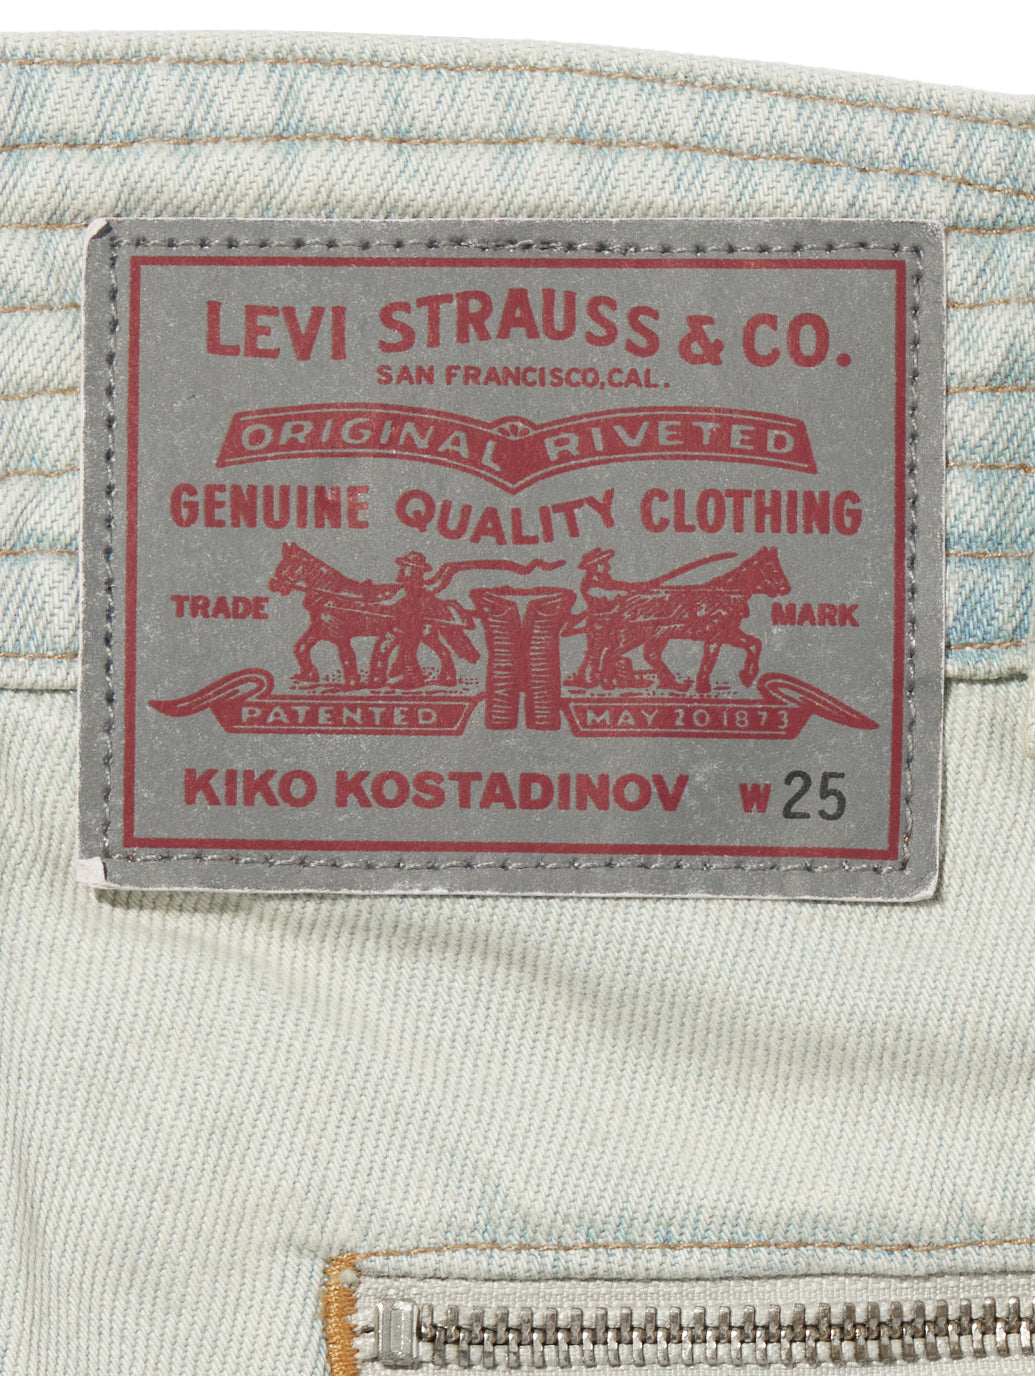 LEVI STRAUSS & CO.
SAN FRANCISCO, CAL.
ORIGINAL RIVETED
GENUINE QUALITY CLOTHING
TRADE MARK
PATENTED MAY 20 1873
KIKO KOSTADINOV W 25